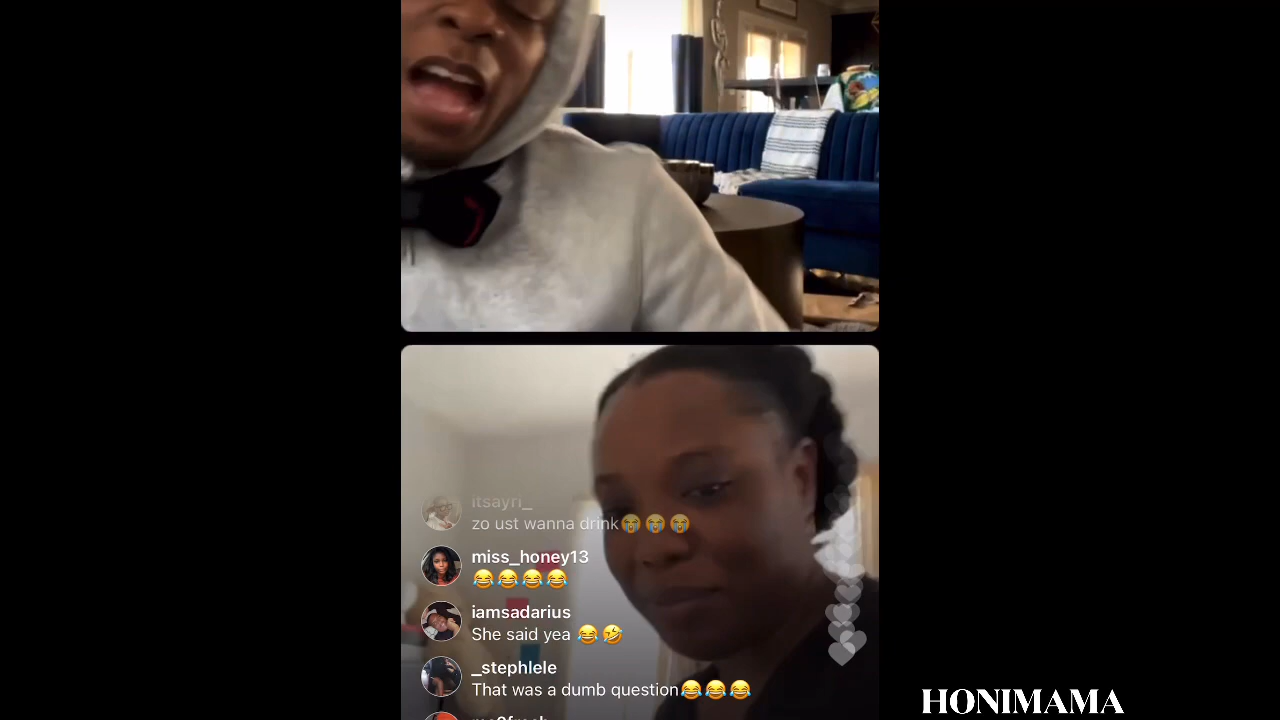 itsayri_
zo ust wanna drink😭😭😭
miss_honey13
😂😂😂😂
iamsadarius
She said yea 😂🤣
_stephlele
That was a dumb question😂😂😂
HONIMAMA